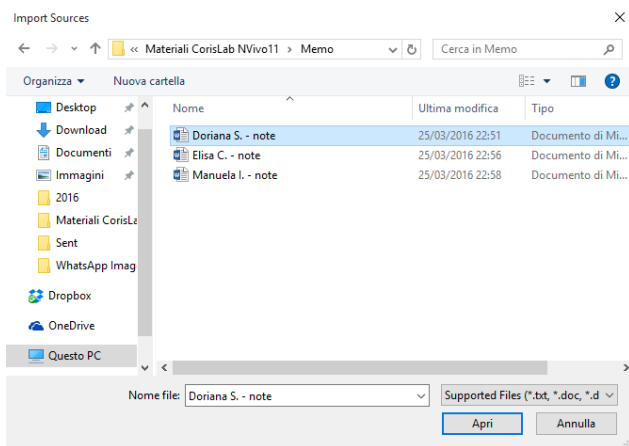 Import Sources
« Materiali CorisLab NVivo11 > Memo
Cerca in Memo
Organizza
Nuova cartella
Nome
Ultima modifica
Tipo
Desktop
Download
Documenti
Immagini
2016
Materiali CorisLa
Sent
WhatsApp Imag
Dropbox
OneDrive
Questo PC
Doriana S. - note 25/03/2016 22:51 Documento di Mi...
Elisa C. - note 25/03/2016 22:56 Documento di Mi...
Manuela I. - note 25/03/2016 22:58 Documento di Mi...
Nome file: Doriana S. - note
Supported Files (*.txt, *.doc, *.d
Apri
Annulla